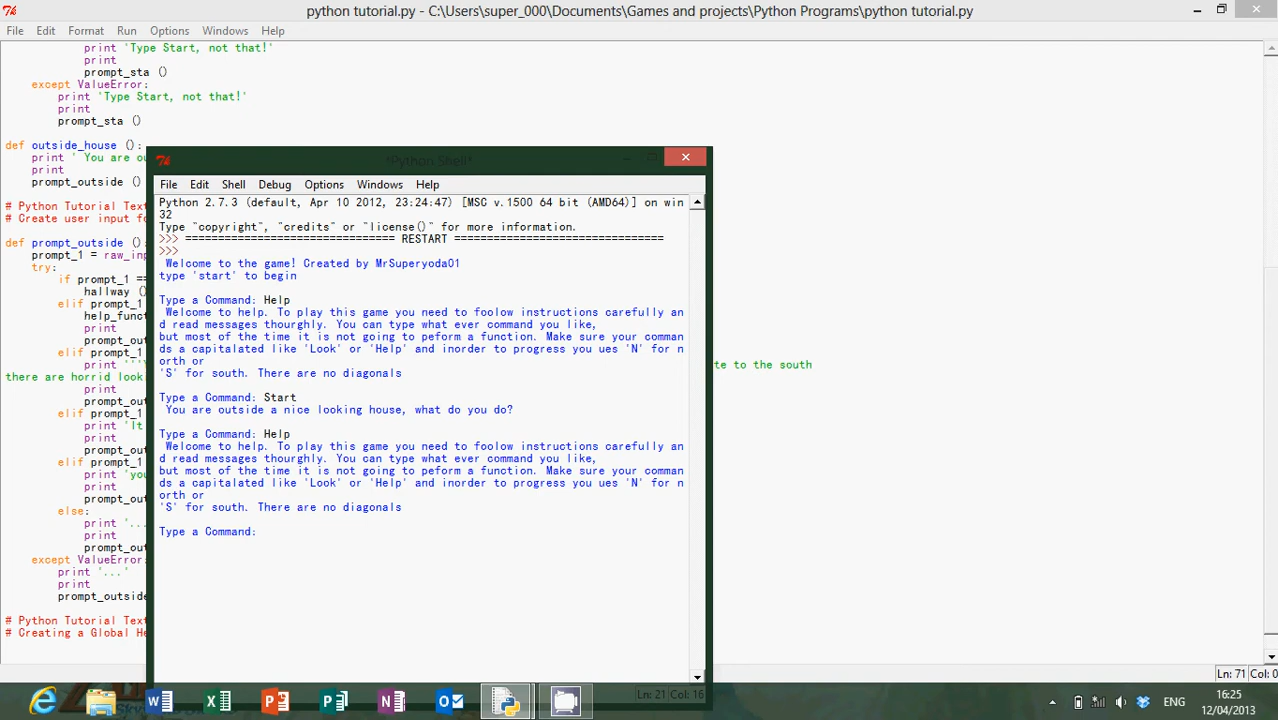 python tutorial.py - C:\Users\super_000\Documents\Games and projects\Python Programs\python tutorial.py
File Edit Format Run Options Windows Help
print 'Type Start, not that!'
print
prompt_sta ()
except ValueError:
print 'Type Start, not that!'
print
prompt_sta ()
def outside_house ():
print ' You are ou
print
prompt_outside ()
# Python Tutorial Text
# Create user input fo
def prompt_outside ():
prompt_1 = raw_inp
try:
if prompt_1 ==
hallway ()
elif prompt_1
help_funct
print
prompt_out
elif prompt_1
print '''Y
te to the south
there are horrid look
print
prompt_out
elif prompt_1
print 'It
print
prompt_out
elif prompt_1
print 'you
print
prompt_out
else:
print '...
print
prompt_out
except ValueError:
print '...'
print
prompt_outside
# Python Tutorial Text
# Creating a Global He
*Python Shell*
File Edit Shell Debug Options Windows Help
Python 2.7.3 (default, Apr 10 2012, 23:24:47) [MSC v.1500 64 bit (AMD64)] on win
32
Type "copyright", "credits" or "license()" for more information.
>>> ================================ RESTART ================================
>>>
Welcome to the game! Created by MrSuperyoda01
type 'start' to begin
Type a Command: Help
Welcome to help. To play this game you need to foolow instructions carefully an
d read messages thourghly. You can type what ever command you like,
but most of the time it is not going to peform a function. Make sure your comman
ds a capitalated like 'Look' or 'Help' and inorder to progress you ues 'N' for n
orth or
'S' for south. There are no diagonals
Type a Command: Start
You are outside a nice looking house, what do you do?
Type a Command: Help
Welcome to help. To play this game you need to foolow instructions carefully an
d read messages thourghly. You can type what ever command you like,
but most of the time it is not going to peform a function. Make sure your comman
ds a capitalated like 'Look' or 'Help' and inorder to progress you ues 'N' for n
orth or
'S' for south. There are no diagonals
Type a Command:
Ln: 21 Col: 16
Ln: 71 Col: 0
ENG
16:25
12/04/2013